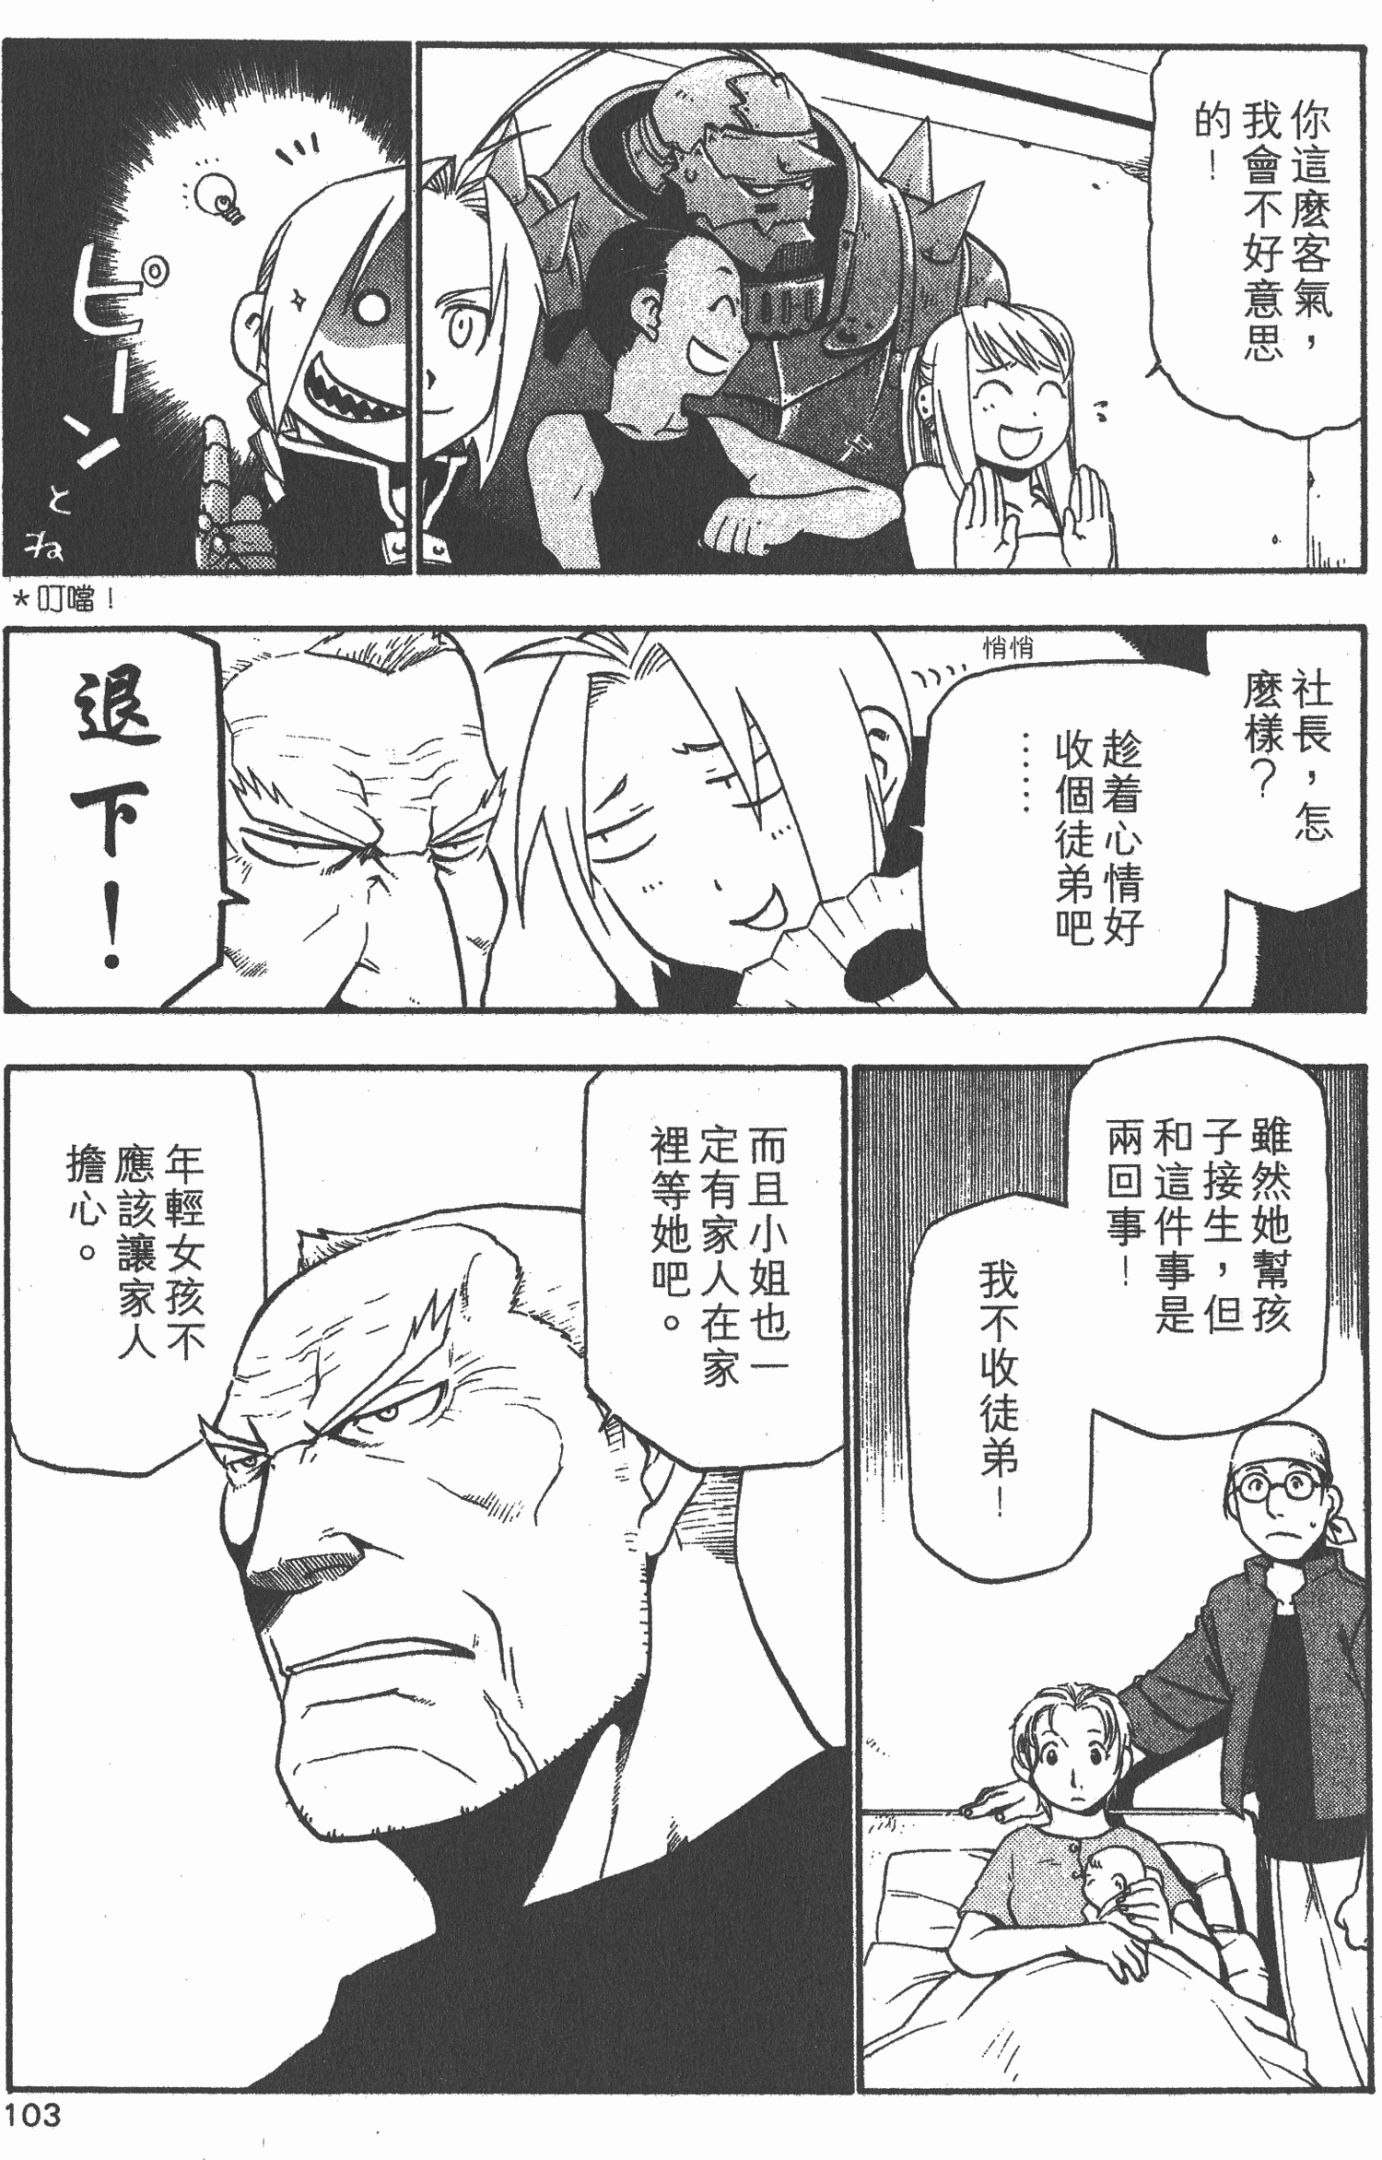 你這麽客氣，
我會不好意思
的！
ピーン
とね
＊叮噹！
社長，怎
麽樣？
悄悄
趁着心情好
收個徒弟吧
……
退下！
雖然她幫孩
子接生，但
和這件事是
兩回事！
我不收徒弟！
而且小姐也一
定有家人在家
裡等她吧。
年輕女孩不
應該讓家人
擔心。
103